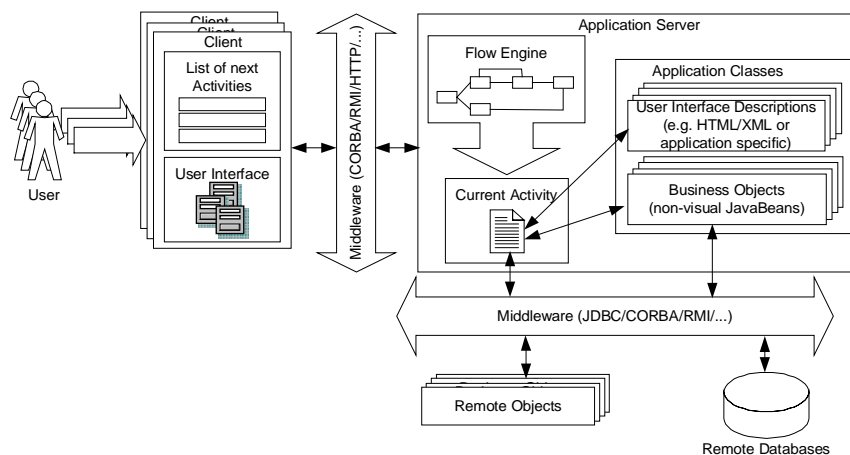 Client
Client
Client
List of next
Activities
User Interface
User
Middleware (CORBA/RMI/HTTP/...)
Application Server
Flow Engine
Current Activity
Application Classes
User Interface Descriptions
(e.g. HTML/XML or
application specific)
Business Objects
(non-visual JavaBeans)
Middleware (JDBC/CORBA/RMI/...)
Remote Objects
Remote Databases